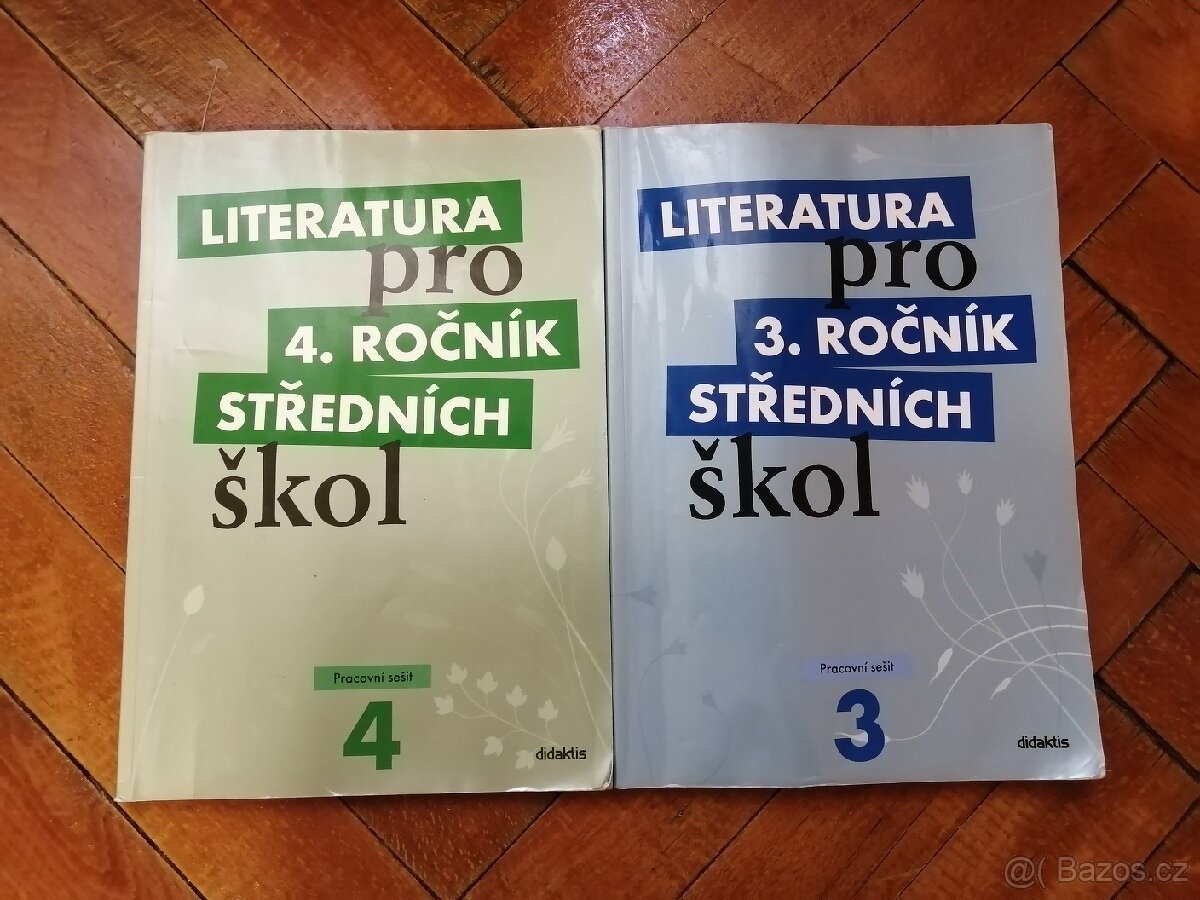 LITERATURA
pro
4. ROČNÍK
STŘEDNÍCH
škol
Pracovní sešit
4
didaktis
LITERATURA
pro
3. ROČNÍK
STŘEDNÍCH
škol
Pracovní sešit
3
didaktis
@( Bazos.cz